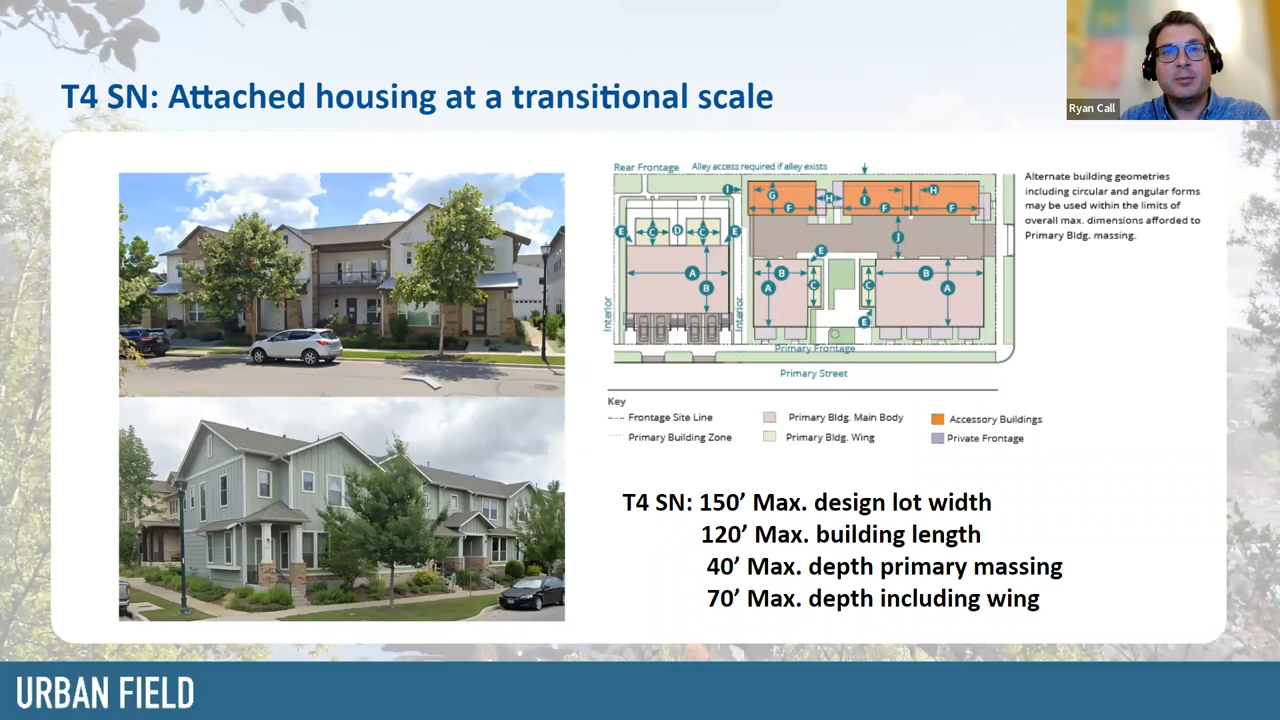 Ryan Call
T4 SN: Attached housing at a transitional scale
Rear Frontage
Alley access required if alley exists
I
G
F
H
I
F
H
F
E
C
D
C
E
A
B
E
J
B
A
C
C
B
A
E
Interior
Interior
Primary Frontage
Primary Street
Alternate building geometries
including circular and angular forms
may be used within the limits of
overall max. dimensions afforded to
Primary Bldg. massing.
Key
Frontage Site Line
Primary Building Zone
Primary Bldg. Main Body
Primary Bldg. Wing
Accessory Buildings
Private Frontage
T4 SN: 150’ Max. design lot width
120’ Max. building length
40’ Max. depth primary massing
70’ Max. depth including wing
URBAN FIELD